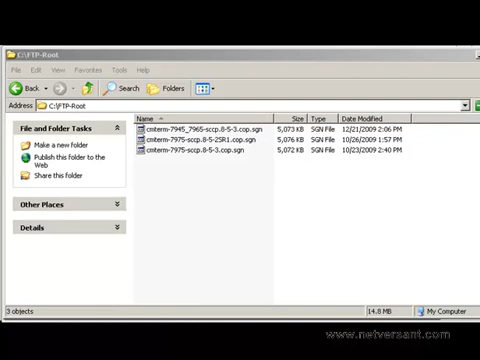 C:\FTP-Root
File Edit View Favorites Tools Help
Back Search Folders
Address C:\FTP-Root
Name Size Type Date Modified
File and Folder Tasks
Make a new folder
Publish this folder to the
Web
Share this folder
Other Places
Details
cmterm-7945_7965-sccp.8-5-3.cop.sgn 5,073 KB SGN File 12/21/2009 2:06 PM
cmterm-7975-sccp.8-5-2SR1.cop.sgn 5,076 KB SGN File 10/26/2009 1:57 PM
cmterm-7975-sccp.8-5-3.cop.sgn 5,072 KB SGN File 10/23/2009 2:40 PM
3 objects 14.8 MB My Computer
www.netversant.com